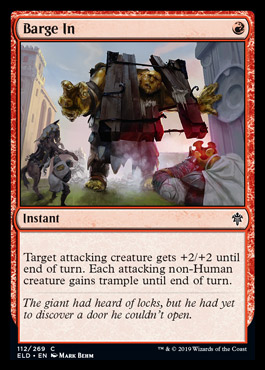 Barge In
Instant
Target attacking creature gets +2/+2 until
end of turn. Each attacking non-Human
creature gains trample until end of turn.
The giant had heard of locks, but he had yet
to discover a door he couldn't open.
112/269 C
ELD • EN Mark Behm
™ & © 2019 Wizards of the Coast